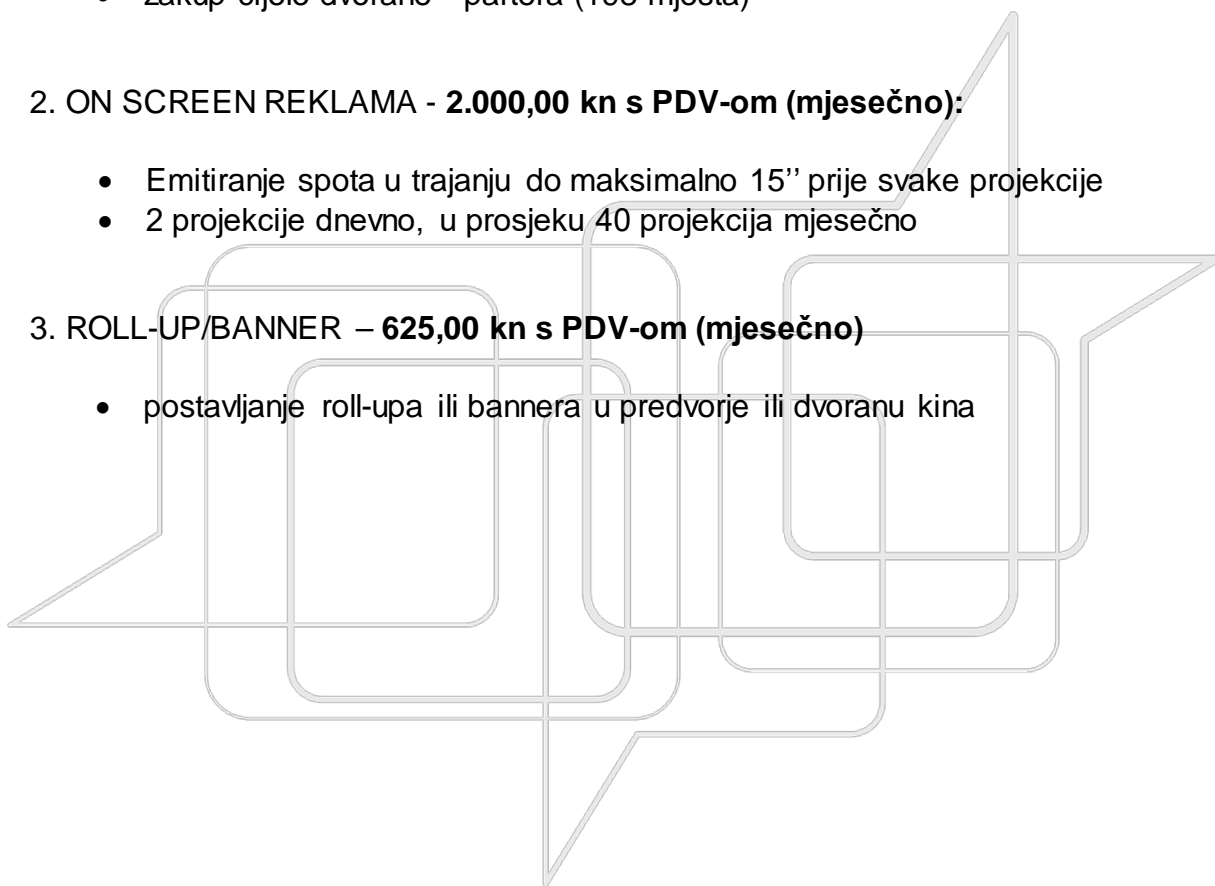 2. ON SCREEN REKLAMA - 2.000,00 kn s PDV-om (mjesečno):
• Emitiranje spota u trajanju do maksimalno 15’’ prije svake projekcije
• 2 projekcije dnevno, u prosjeku 40 projekcija mjesečno
3. ROLL-UP/BANNER – 625,00 kn s PDV-om (mjesečno)
• postavljanje roll-upa ili bannera u predvorje ili dvoranu kina